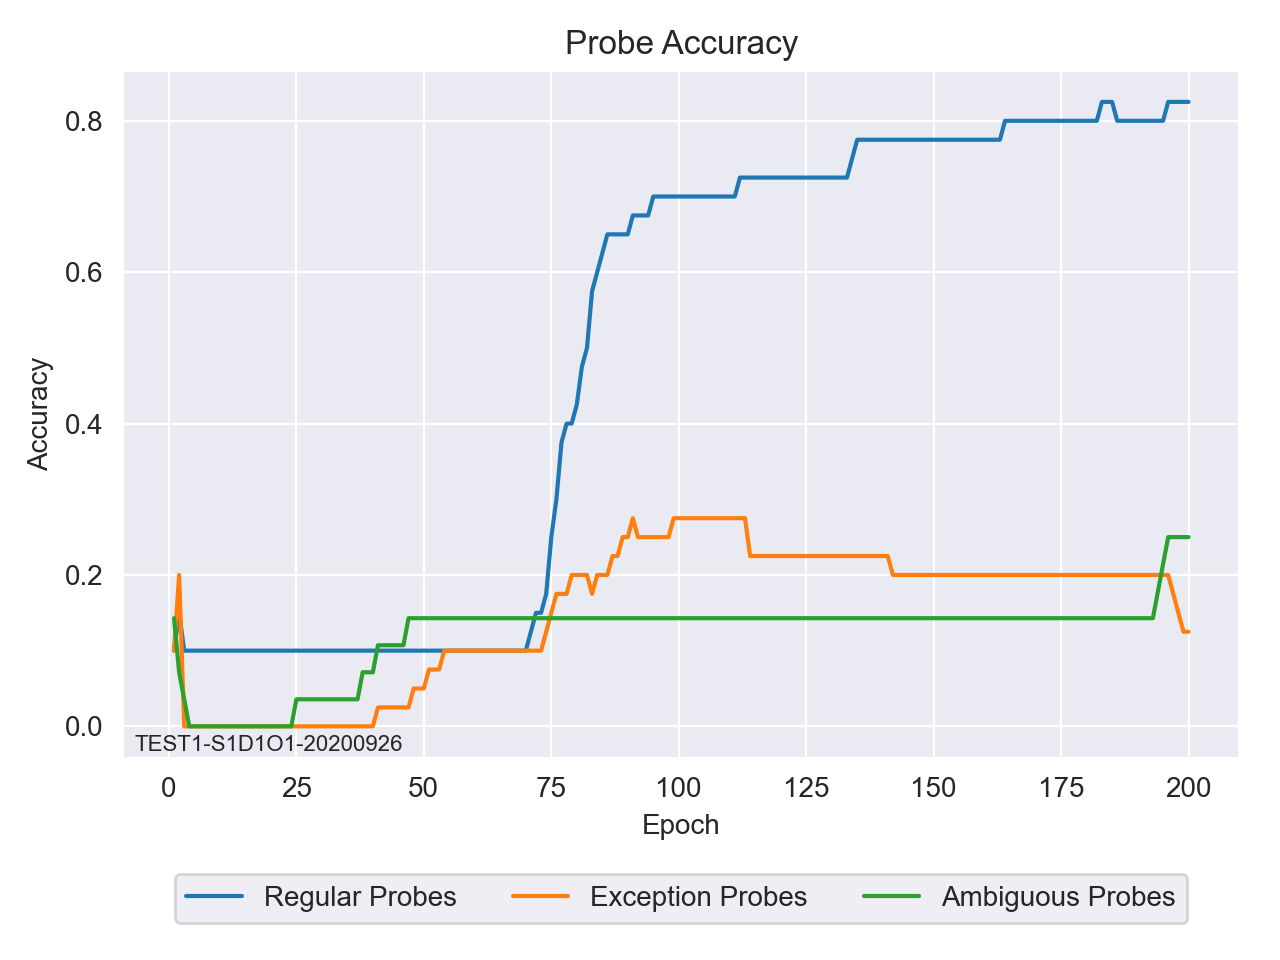 Probe Accuracy
Accuracy
0.8
0.6
0.4
0.2
0.0
TEST1-S1D1O1-20200926
0 25 50 75 100 125 150 175 200
Epoch
Regular Probes Exception Probes Ambiguous Probes